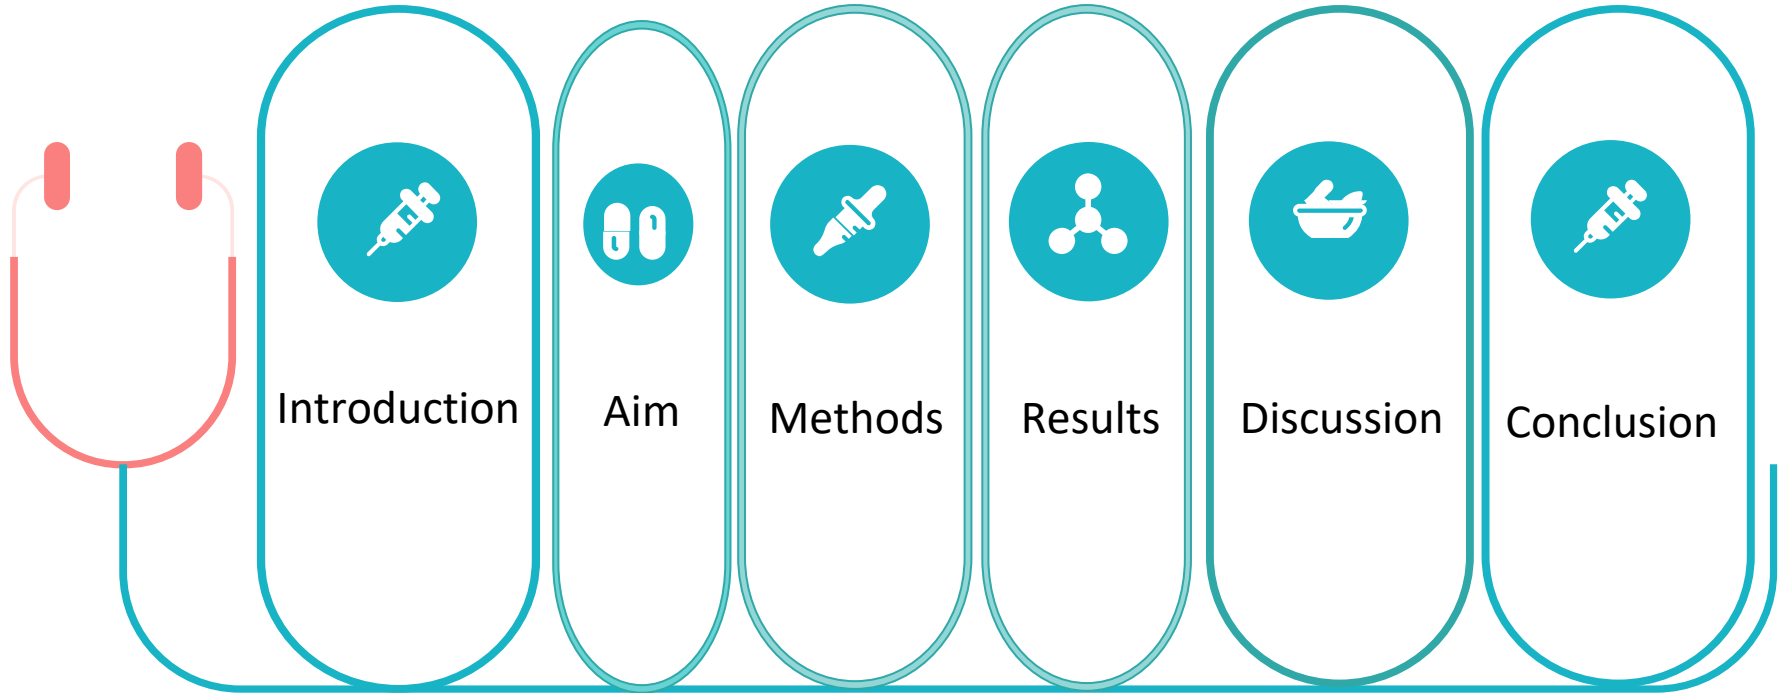 Introduction
Aim
Methods
Results
Discussion
Conclusion